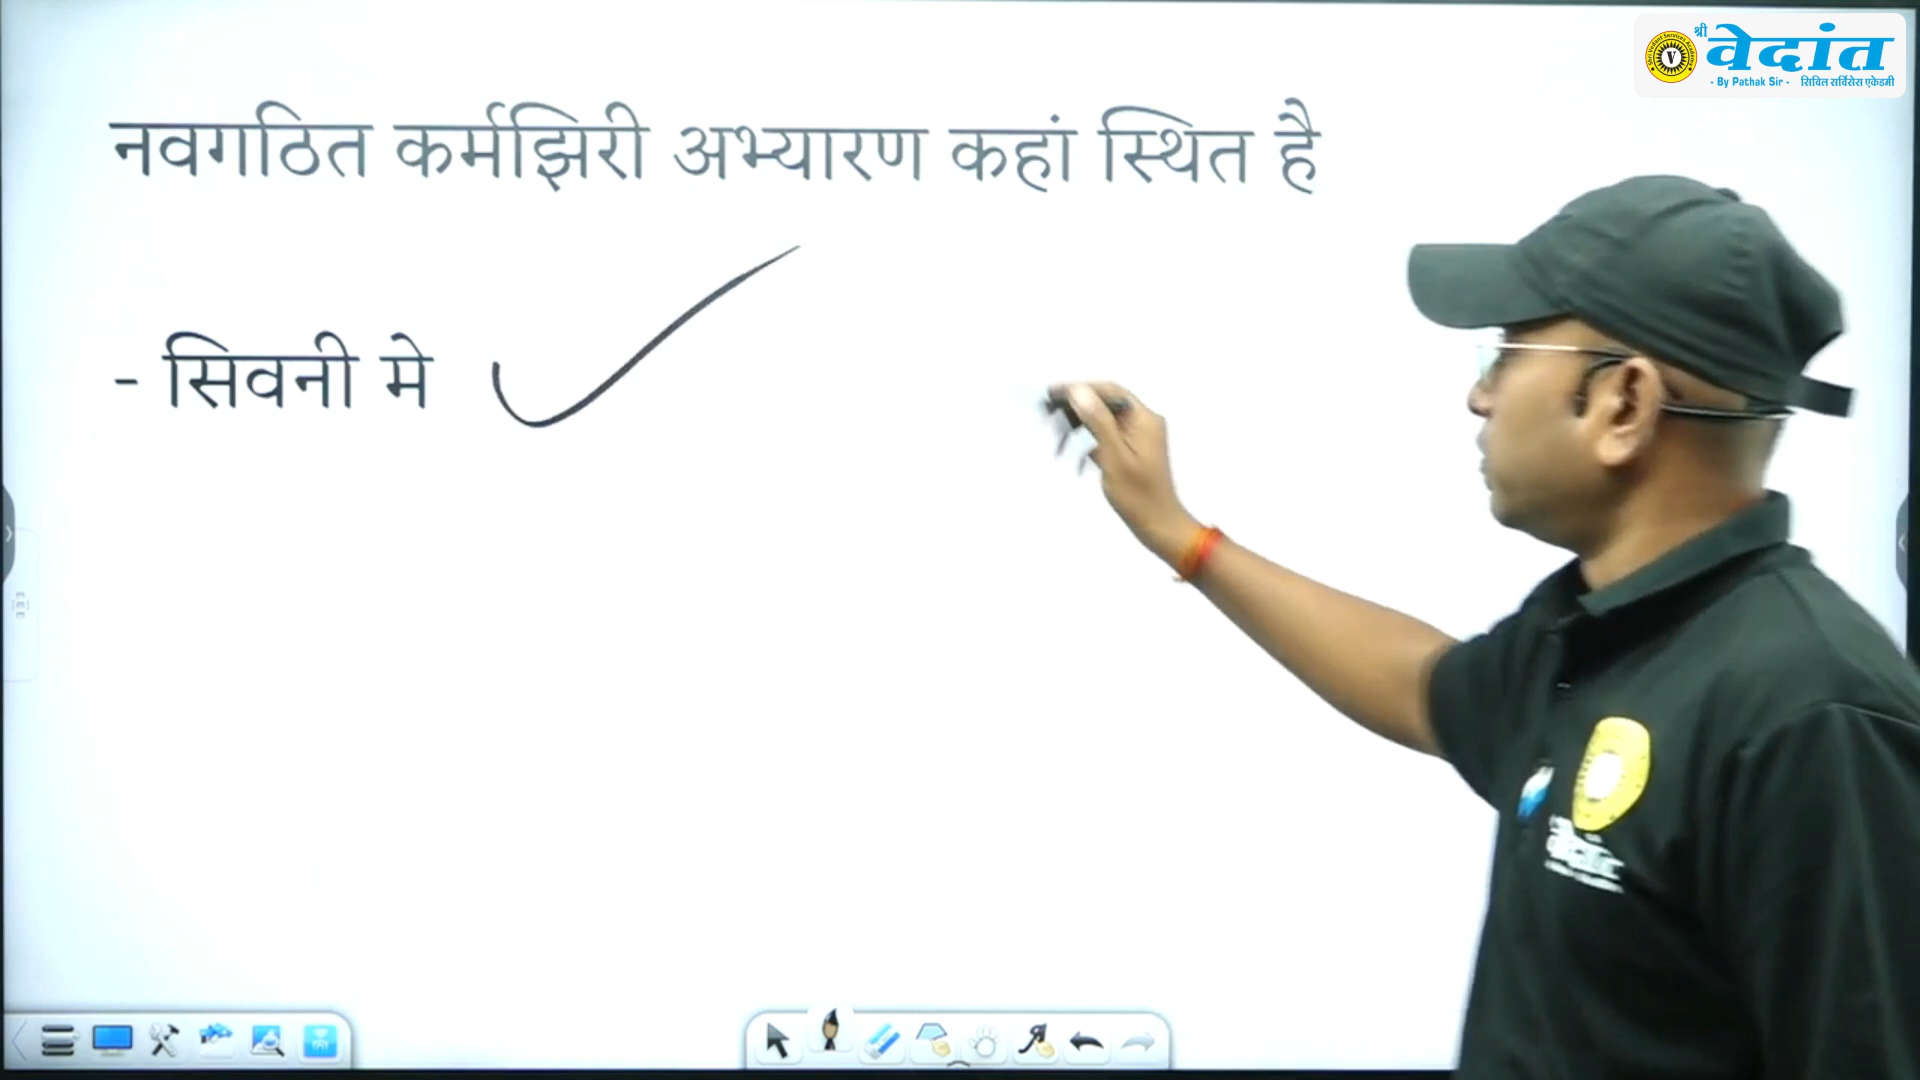 श्री वेदांत
- By Pathak Sir - सिविल सर्विसेस एकेडमी
नवगठित कर्मझिरी अभ्यारण कहां स्थित है
- सिवनी मे